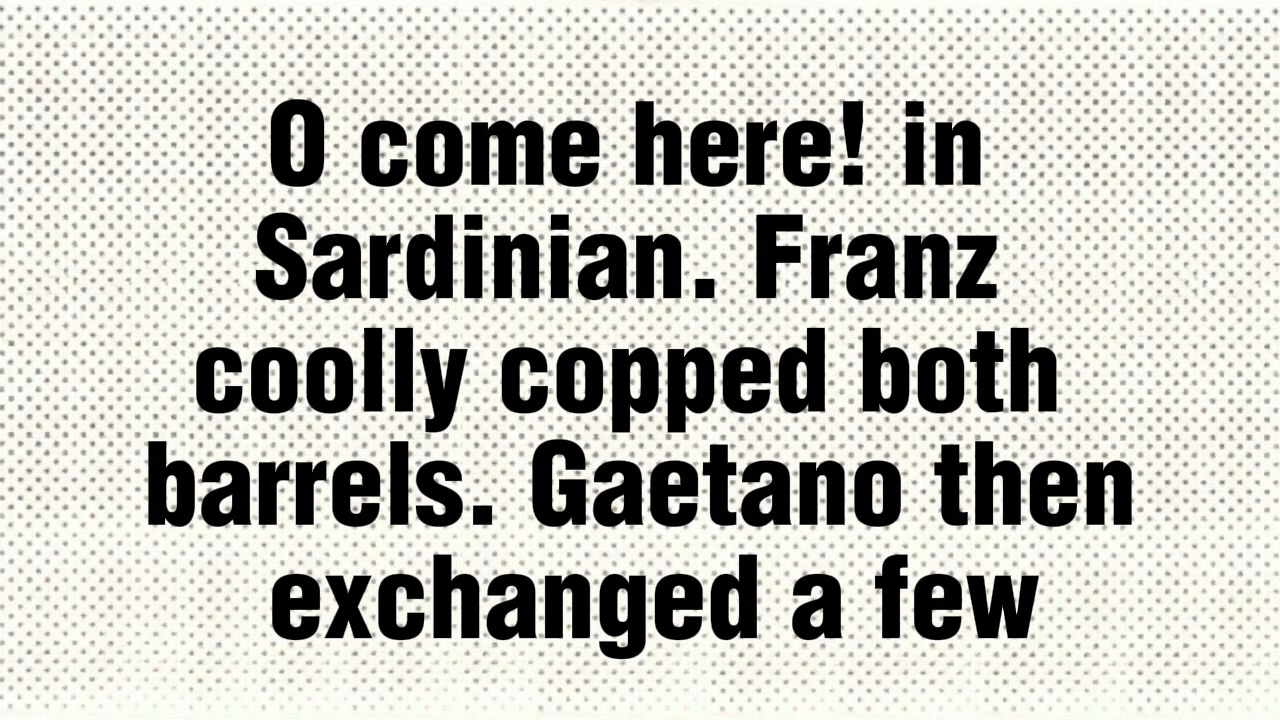 O come here! in
Sardinian. Franz
coolly copped both
barrels. Gaetano then
exchanged a few